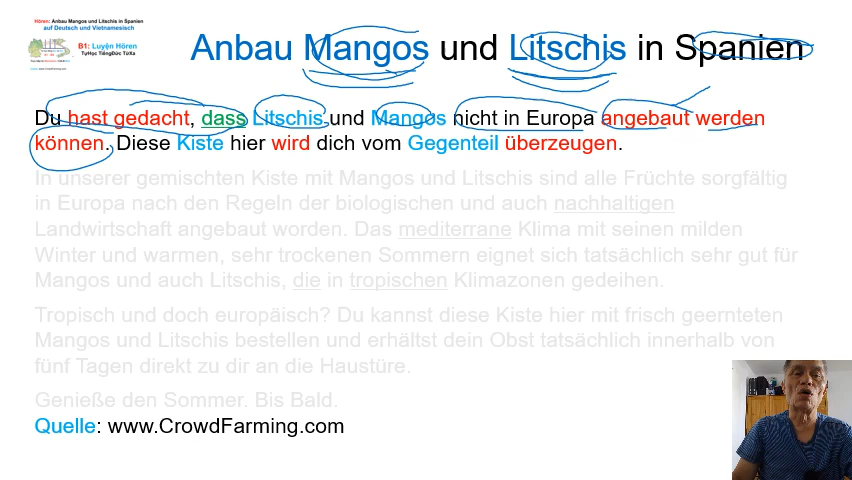 Hören: Anbau Mangos und Litschis in Spanien
auf Deutsch und Vietnamesisch
B1: Luyện Hören
TựHọc TiếngĐức TừXa
Anbau Mangos und Litschis in Spanien
Du hast gedacht, dass Litschis und Mangos nicht in Europa angebaut werden
können. Diese Kiste hier wird dich vom Gegenteil überzeugen.
In unserer gemischten Kiste mit Mangos und Litschis sind alle Früchte sorgfältig
in Europa nach den Regeln der biologischen und auch nachhaltigen
Landwirtschaft angebaut worden. Das mediterrane Klima mit seinen milden
Winter und warmen, sehr trockenen Sommern eignet sich tatsächlich sehr gut für
Mangos und auch Litschis, die in tropischen Klimazonen gedeihen.
Tropisch und doch europäisch? Du kannst diese Kiste hier mit frisch geernteten
Mangos und Litschis bestellen und erhältst dein Obst tatsächlich innerhalb von
fünf Tagen direkt zu dir an die Haustüre.
Genieße den Sommer. Bis Bald.
Quelle: www.CrowdFarming.com